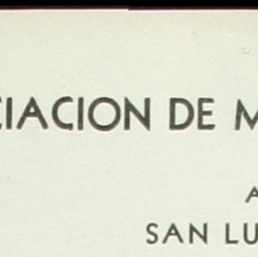 CIACION DE M
A
SAN LU